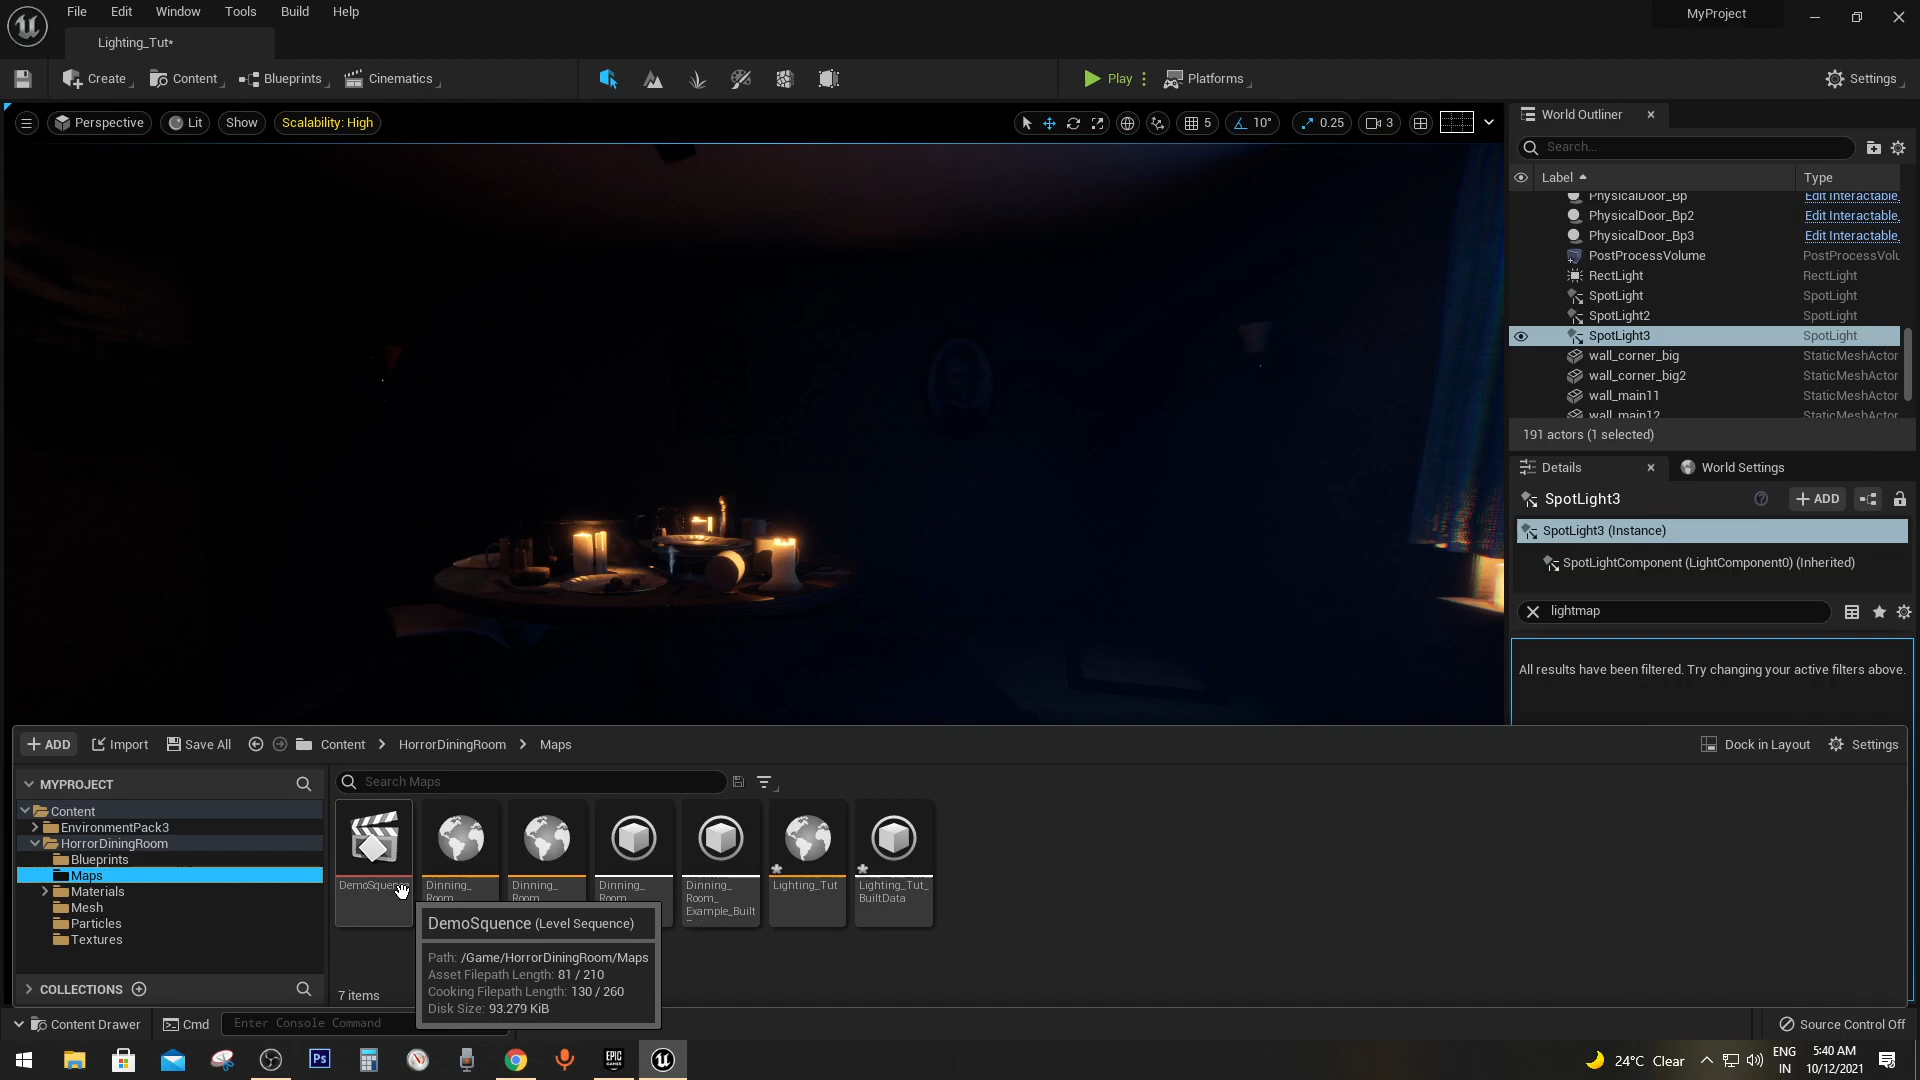 File Edit Window Tools Build Help
MyProject
Lighting_Tut*
Create Content Blueprints Cinematics
Play Platforms
Settings
Perspective Lit Show Scalability: High
5 10° 0.25 3
World Outliner
Search...
Label Type
PhysicalDoor_Bp Edit Interactable
PhysicalDoor_Bp2 Edit Interactable
PhysicalDoor_Bp3 Edit Interactable
PostProcessVolume PostProcessVolu
RectLight RectLight
SpotLight SpotLight
SpotLight2 SpotLight
SpotLight3 SpotLight
wall_corner_big StaticMeshActor
wall_corner_big2 StaticMeshActor
wall_main11 StaticMeshActor
wall_main12 StaticMeshActor
191 actors (1 selected)
Details World Settings
SpotLight3
+ ADD
SpotLight3 (Instance)
SpotLightComponent (LightComponent0) (Inherited)
lightmap
All results have been filtered. Try changing your active filters above.
+ ADD Import Save All Content HorrorDiningRoom Maps
Dock in Layout Settings
MYPROJECT
Search Maps
Content
EnvironmentPack3
HorrorDiningRoom
Blueprints
Maps
Materials
Mesh
Particles
Textures
COLLECTIONS
DemoSquence
Dinning_
Room
Dinning_
Room
Dinning_
Room
Dinning_
Room_
Example_Built
Lighting_Tut
Lighting_Tut_
BuiltData
DemoSquence (Level Sequence)
Path: /Game/HorrorDiningRoom/Maps
Asset Filepath Length: 81 / 210
Cooking Filepath Length: 130 / 260
Disk Size: 93.279 KiB
7 items
Content Drawer Cmd Enter Console Command
Source Control Off
Ps
EPIC
GAMES
24°C Clear
ENG
IN
5:40 AM
10/12/2021